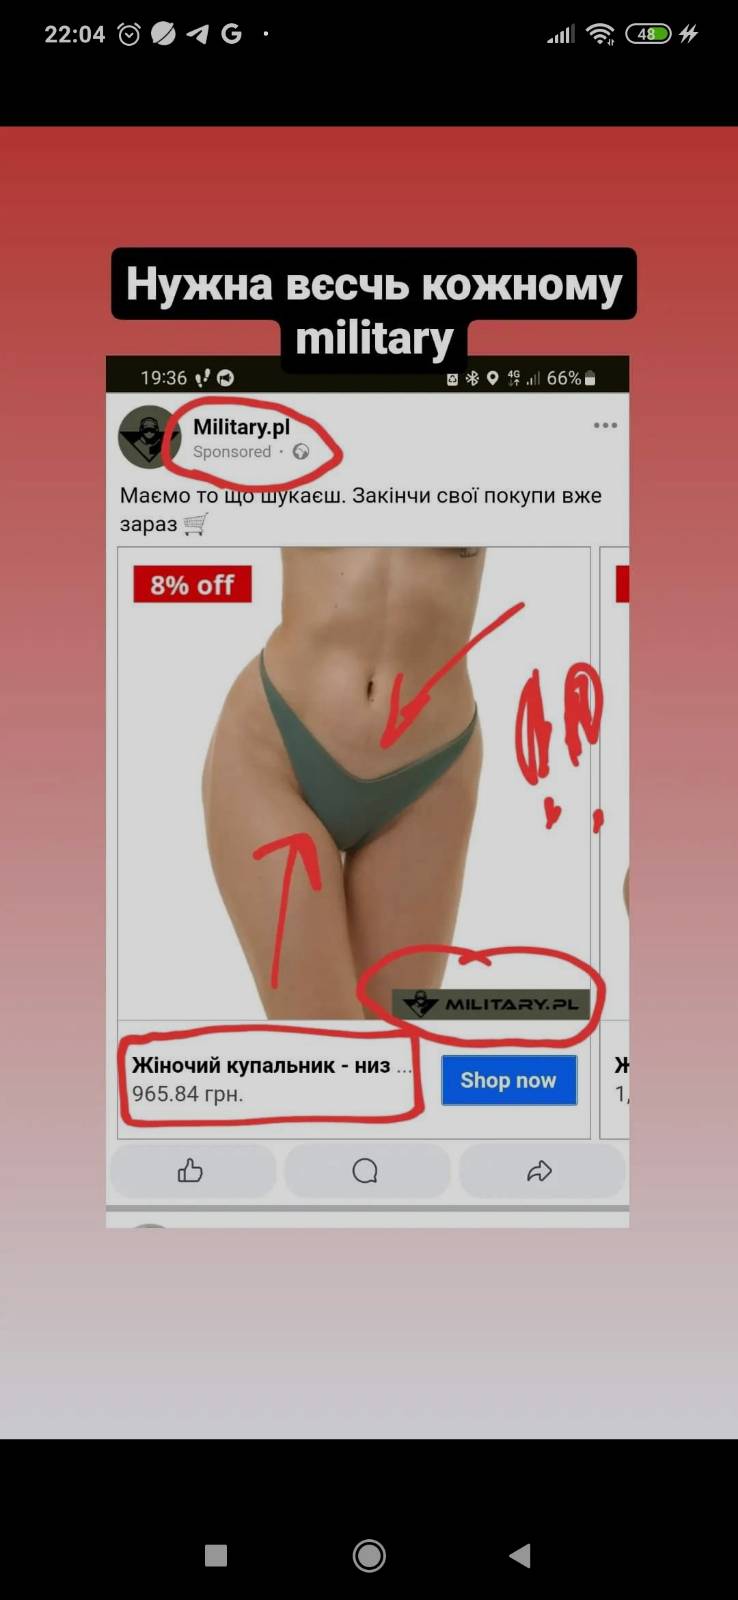 22:04
48
Нужна вєсчь кожному
military
19:36
4G
66%
Military.pl
Sponsored ·
Маємо то що шукаєш. Закінчи свої покупи вже
зараз 🛒
8% off
MILITARY.PL
Жіночий купальник - низ ...
965.84 грн.
Shop now
Ж
1,